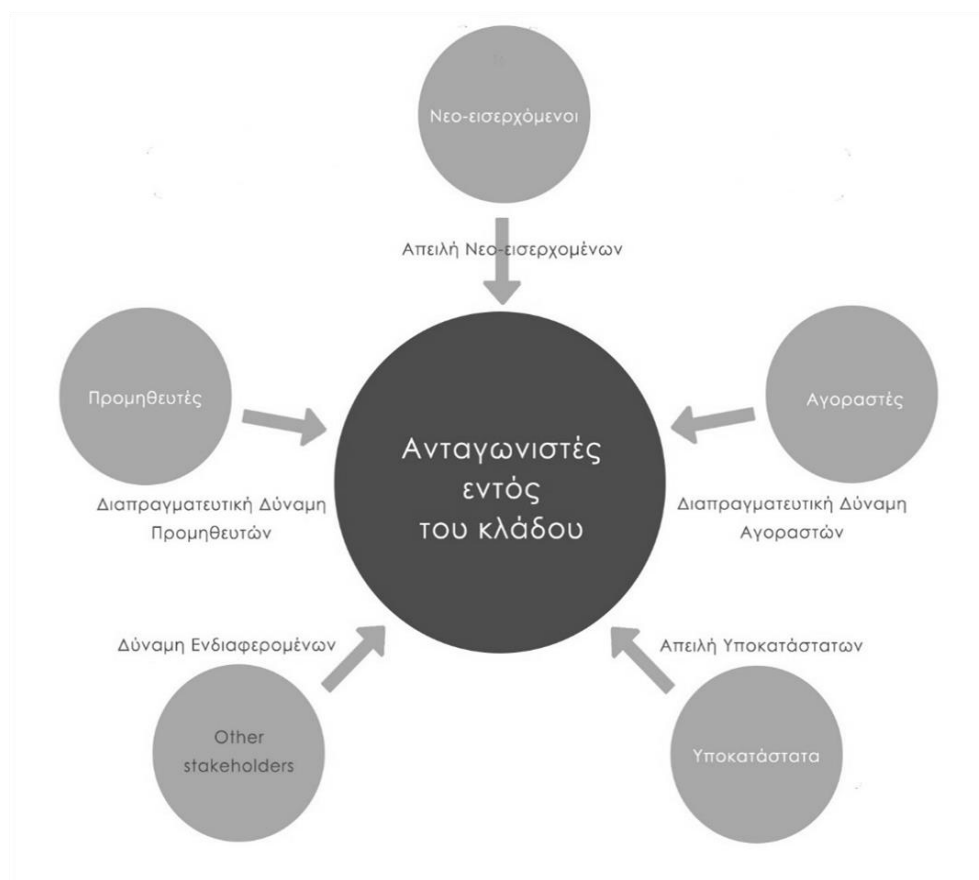 Νεο-εισερχόμενοι
Απειλή Νεο-εισερχομένων
Προμηθευτές
Αγοραστές
Ανταγωνιστές
εντός
του κλάδου
Διαπραγματευτική Δύναμη
Προμηθευτών
Διαπραγματευτική Δύναμη
Αγοραστών
Δύναμη Ενδιαφερομένων
Απειλή Υποκατάστατων
Other
stakeholders
Υποκατάστατα